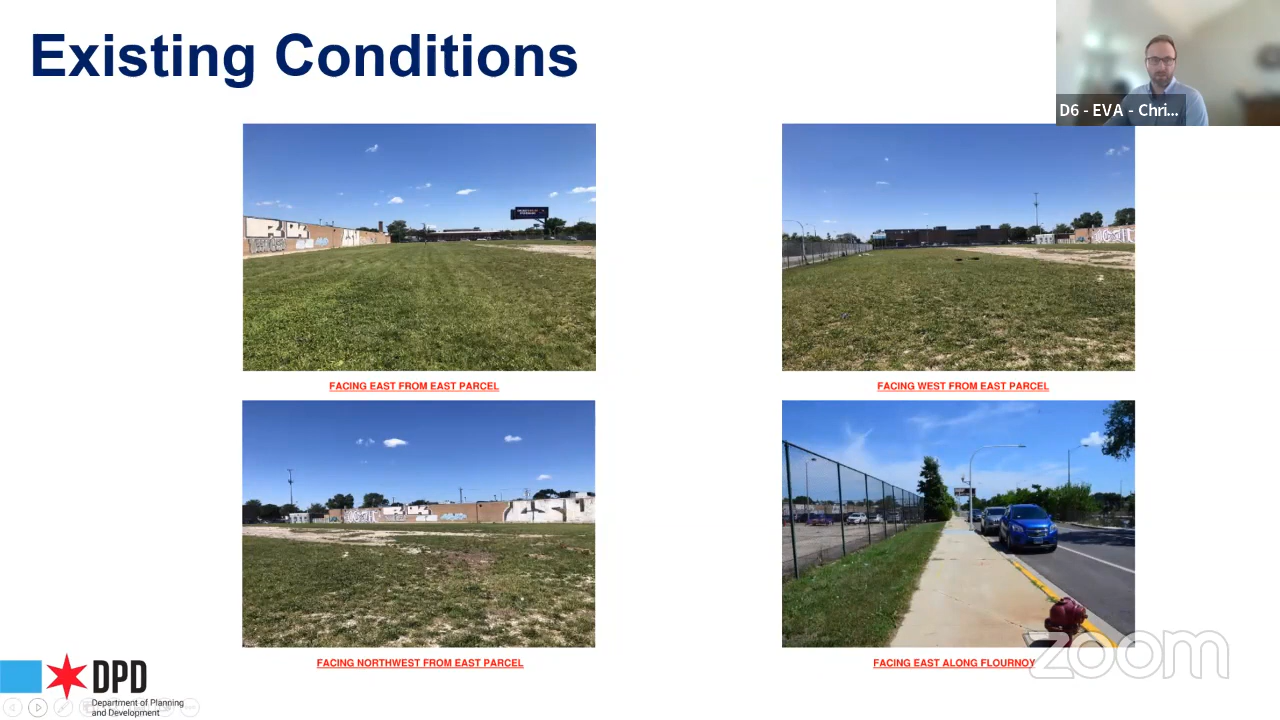 Existing Conditions
D6 - EVA - Chri...
FACING EAST FROM EAST PARCEL
FACING WEST FROM EAST PARCEL
FACING NORTHWEST FROM EAST PARCEL
FACING EAST ALONG FLOURNOY
DPD
Department of Planning
and Development
zoom